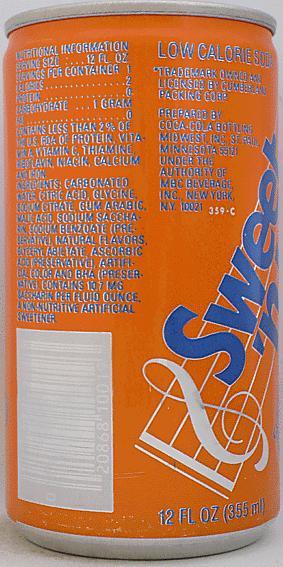 NUTRITIONAL INFORMATION
SERVING SIZE .... 12 FL. OZ.
SERVINGS PER CONTAINER 1
CALORIES ........ 2
PROTEIN ........ 0
CARBOHYDRATE ... 1 GRAM
FAT ........ 0
CONTAINS LESS THAN 2% OF
THE U.S. RDA OF PROTEIN, VITA-
MIN A, VITAMIN C, THIAMINE,
RIBOFLAVIN, NIACIN, CALCIUM
AND IRON.
INGREDIENTS: CARBONATED
WATER, CITRIC ACID, GLYCINE,
SODIUM CITRATE, GUM ARABIC,
MALIC ACID, SODIUM SACCHA-
RIN, SODIUM BENZOATE (PRE-
SERVATIVE), NATURAL FLAVORS,
GLYCERYL ABIETATE, ASCORBIC
ACID (PRESERVATIVE), ARTIFI-
CIAL COLOR AND BHA (PRESER-
VATIVE). CONTAINS 10.7 MG
SACCHARIN PER FLUID OUNCE,
A NON-NUTRITIVE ARTIFICIAL
SWEETENER.
LOW CALORIE SOD
*TRADEMARK OWNED AND
LICENSED BY CUMBERLAND
PACKING CORP.
PREPARED BY
COCA-COLA BOTTLING
MIDWEST, INC. ST. PAUL,
MINNESOTA 55121
UNDER THE
AUTHORITY OF
MBC BEVERAGE,
INC., NEW YORK,
N.Y. 10021 359-C
Sweet
'n
12 FL OZ (355 ml)